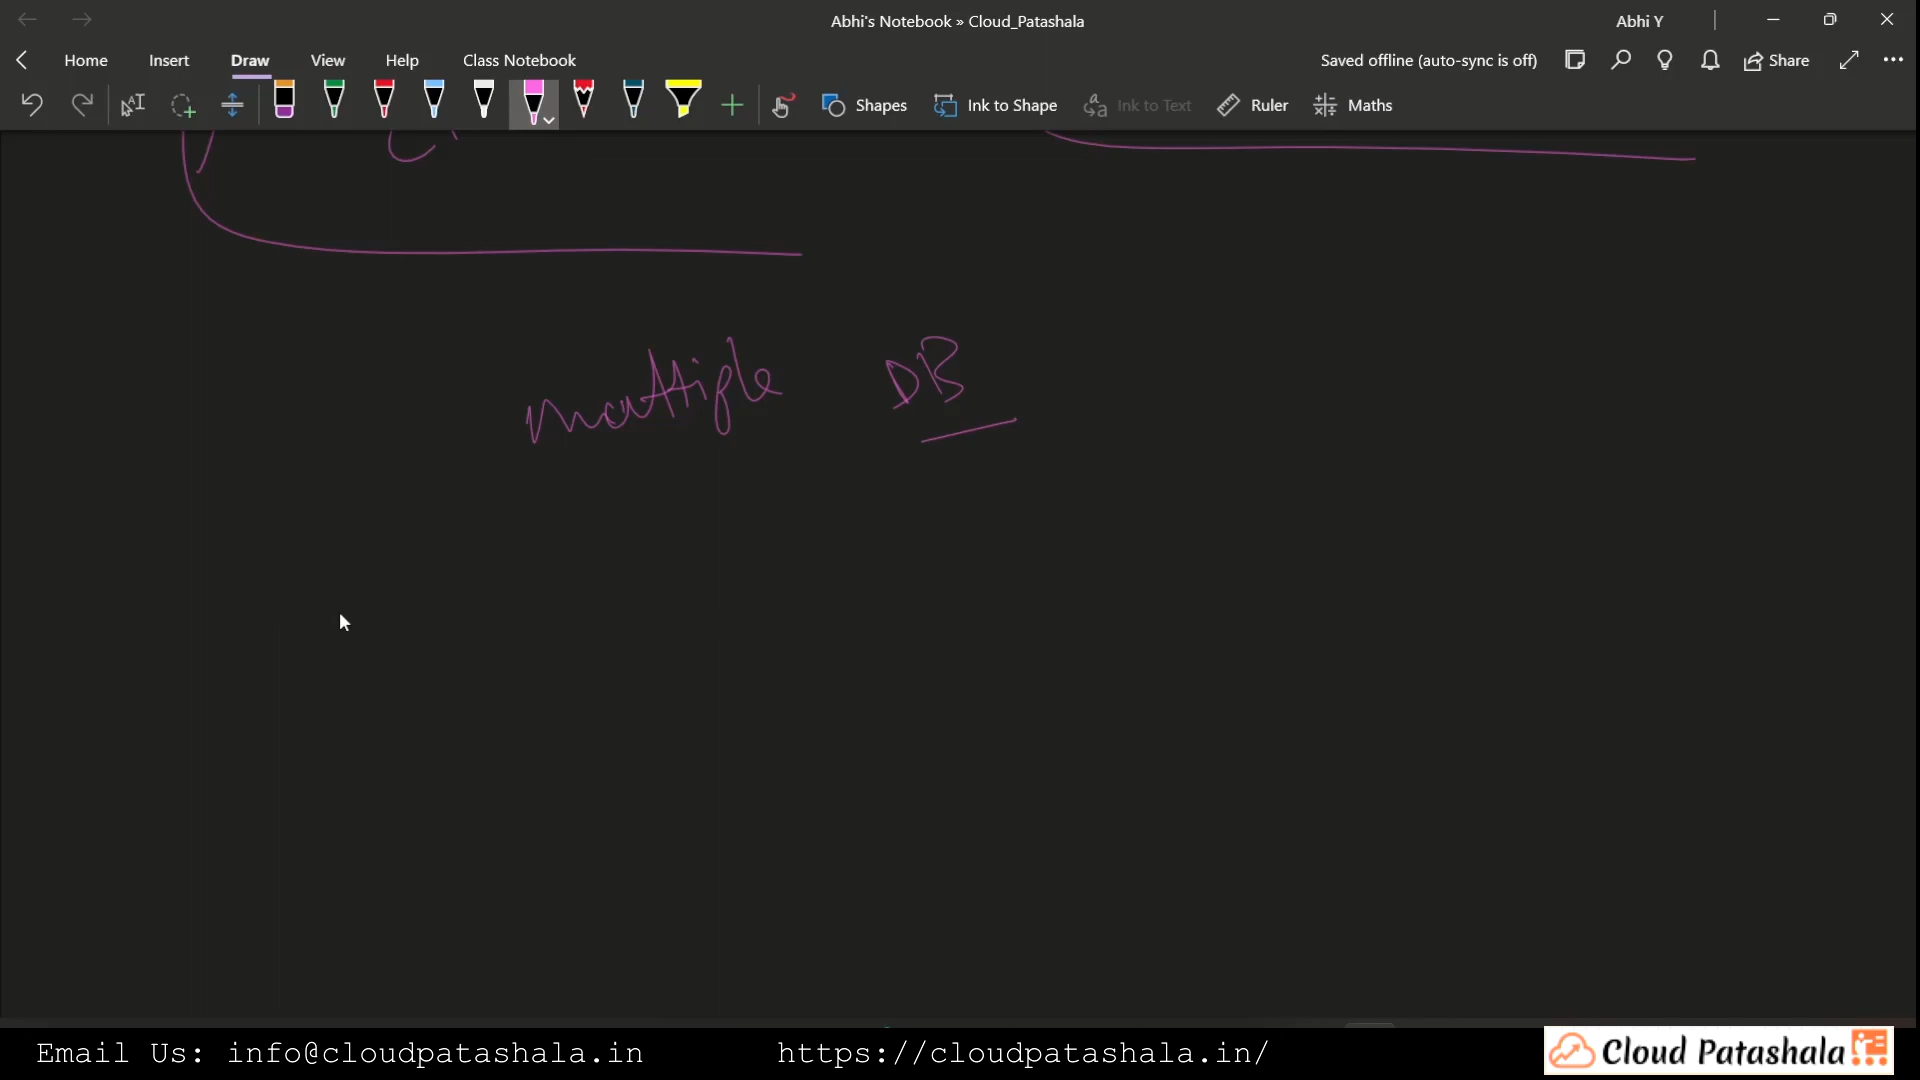 Abhi's Notebook » Cloud_Patashala
Abhi Y
Home Insert Draw View Help Class Notebook
Saved offline (auto-sync is off)
Share
Shapes Ink to Shape Ink to Text Ruler Maths
multiple DB
Email Us: info@cloudpatashala.in https://cloudpatashala.in/
Cloud Patashala